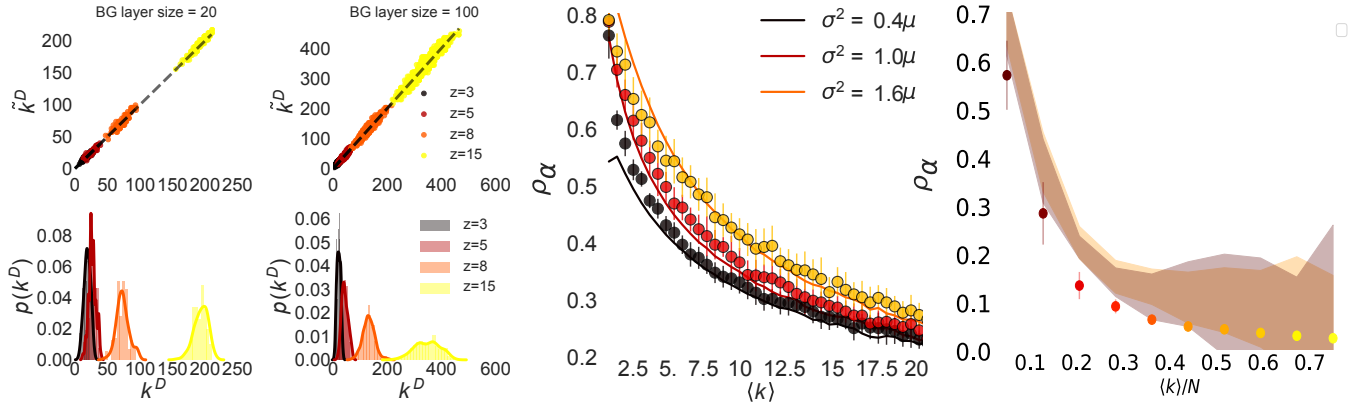 BG layer size = 20
k̃^D
200
150
100
50
0
0 50 100 150 200 250
BG layer size = 100
k̃^D
400
300
200
100
0
0 200 400 600
z=3
z=5
z=8
z=15
p(k^D)
0.08
0.06
0.04
0.02
0.00
0 50 100 150 200 250
k^D
p(k^D)
0.06
0.05
0.04
0.03
0.02
0.01
0.00
0 200 400 600
k^D
z=3
z=5
z=8
z=15
ρα
0.8
0.7
0.6
0.5
0.4
0.3
0.2
2.5 5. 7.5 10 12.5 15. 17.5 20
⟨k⟩
σ² = 0.4μ
σ² = 1.0μ
σ² = 1.6μ
ρα
0.7
0.6
0.5
0.4
0.3
0.2
0.1
0.0
0.1 0.2 0.3 0.4 0.5 0.6 0.7
⟨k⟩/N